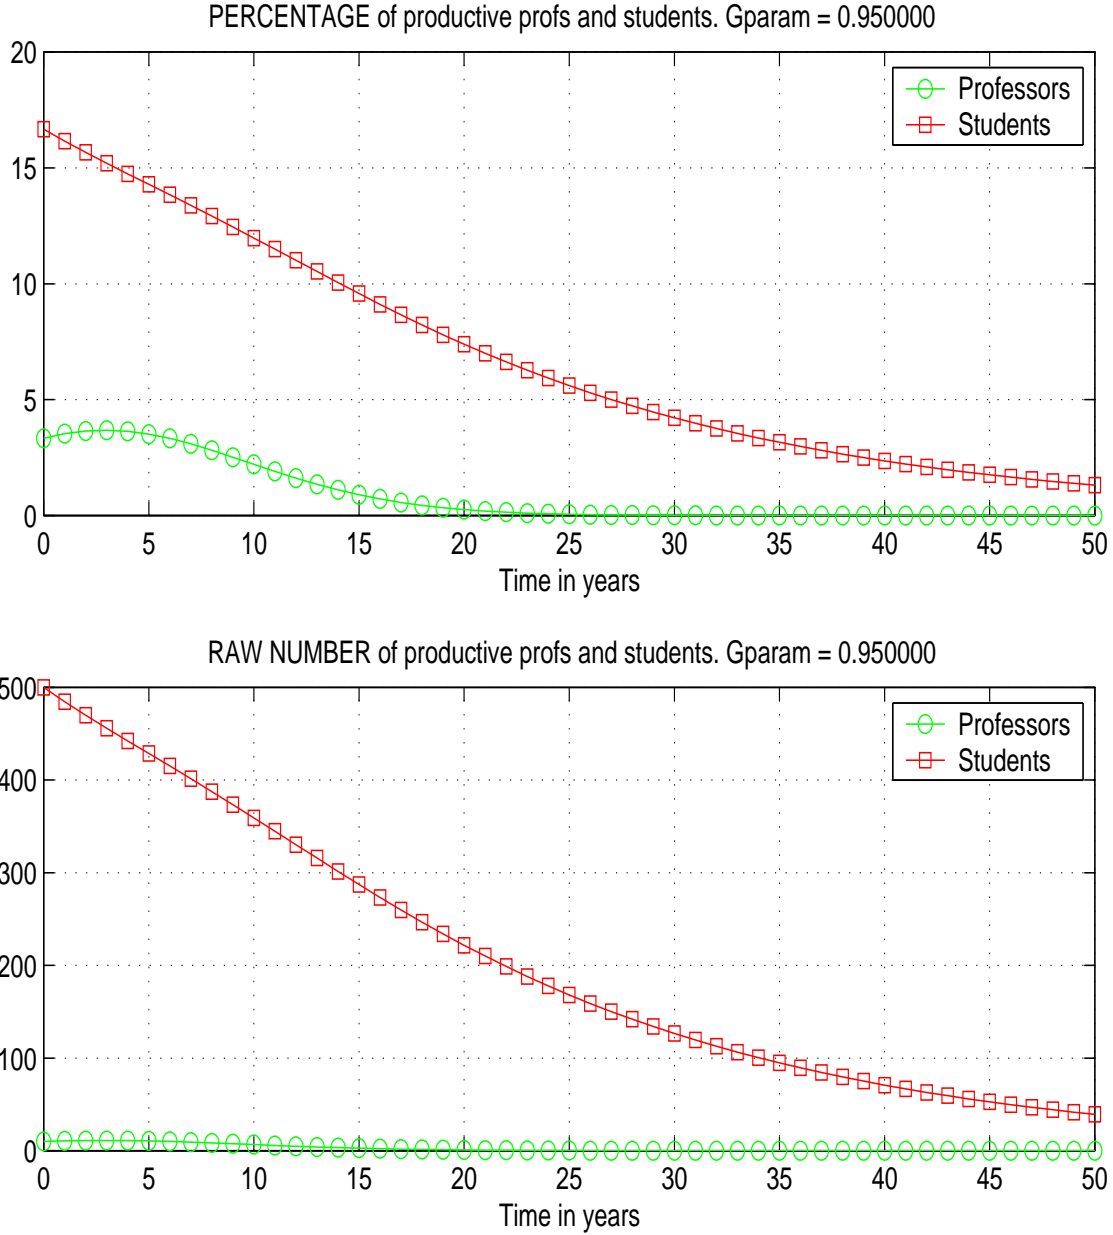 PERCENTAGE of productive profs and students. Gparam = 0.950000
20
15
10
5
0
Professors
Students
0 5 10 15 20 25 30 35 40 45 50
Time in years
RAW NUMBER of productive profs and students. Gparam = 0.950000
500
400
300
200
100
0
Professors
Students
0 5 10 15 20 25 30 35 40 45 50
Time in years